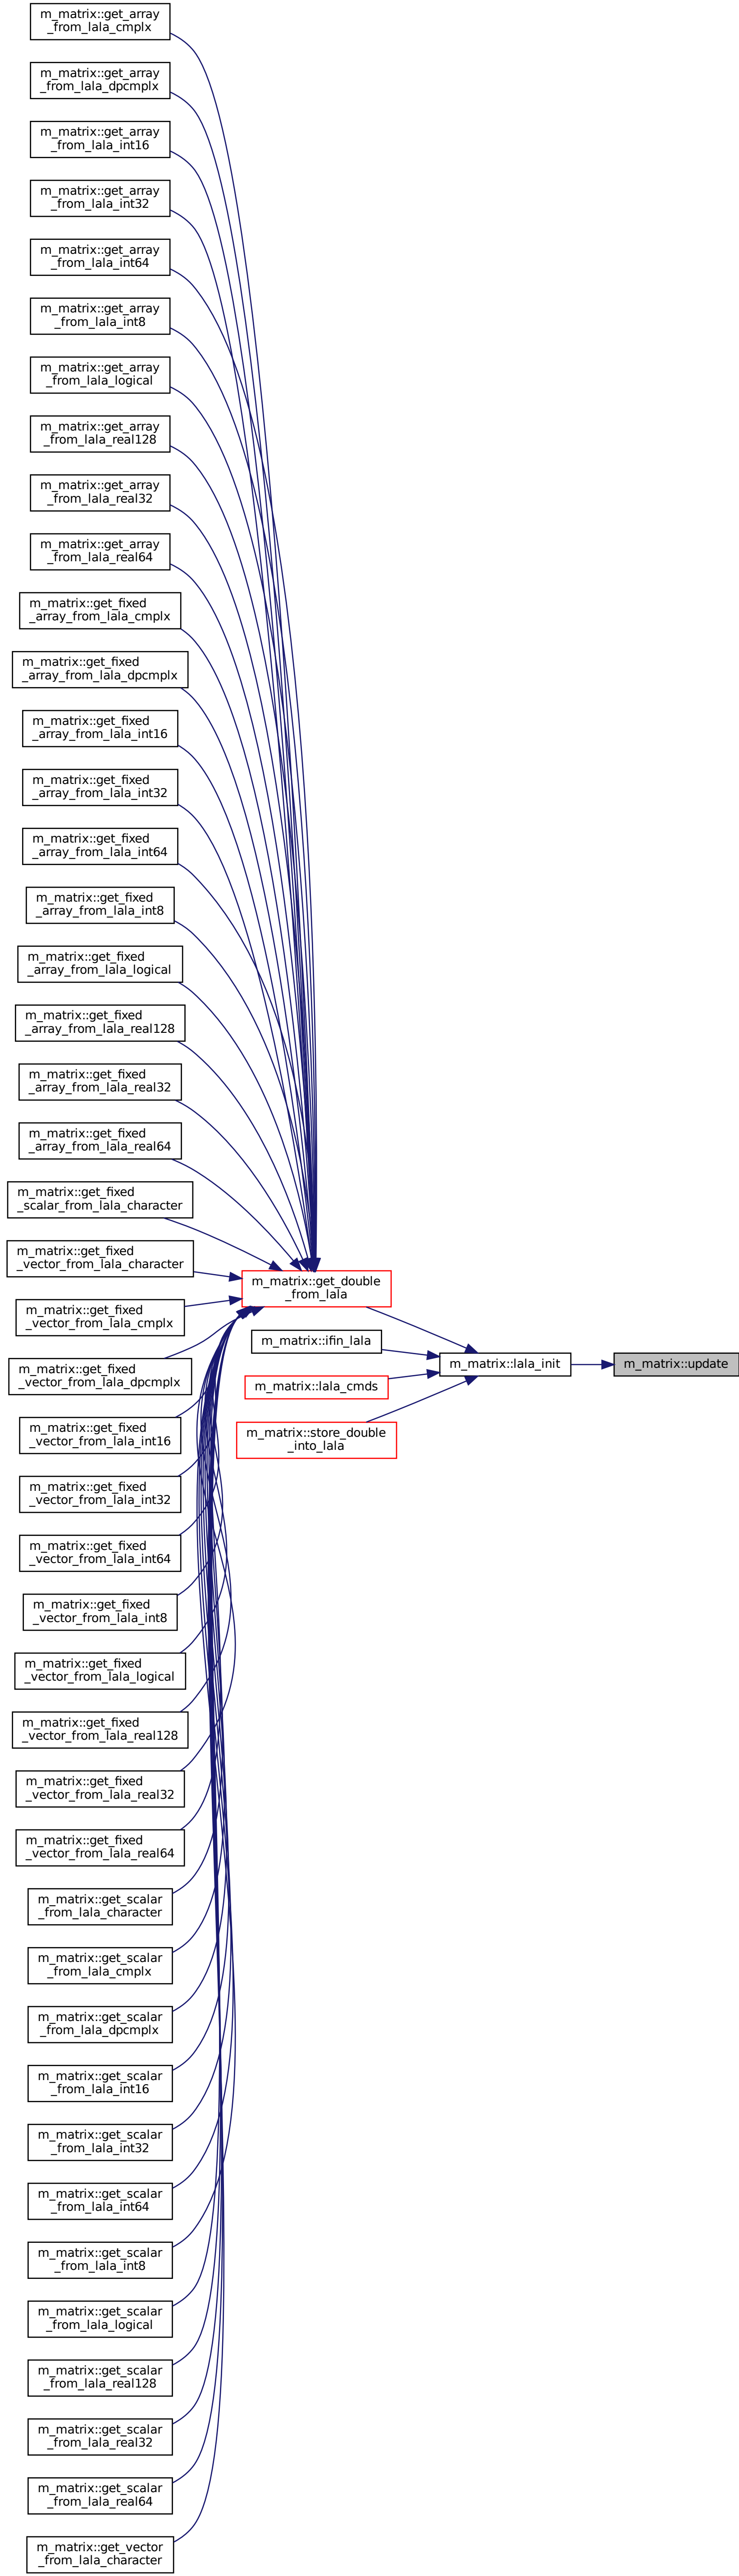 m_matrix::get_array
_from_lala_cmplx
m_matrix::get_array
_from_lala_dpcmplx
m_matrix::get_array
_from_lala_int16
m_matrix::get_array
_from_lala_int32
m_matrix::get_array
_from_lala_int64
m_matrix::get_array
_from_lala_int8
m_matrix::get_array
_from_lala_logical
m_matrix::get_array
_from_lala_real128
m_matrix::get_array
_from_lala_real32
m_matrix::get_array
_from_lala_real64
m_matrix::get_fixed
_array_from_lala_cmplx
m_matrix::get_fixed
_array_from_lala_dpcmplx
m_matrix::get_fixed
_array_from_lala_int16
m_matrix::get_fixed
_array_from_lala_int32
m_matrix::get_fixed
_array_from_lala_int64
m_matrix::get_fixed
_array_from_lala_int8
m_matrix::get_fixed
_array_from_lala_logical
m_matrix::get_fixed
_array_from_lala_real128
m_matrix::get_fixed
_array_from_lala_real32
m_matrix::get_fixed
_array_from_lala_real64
m_matrix::get_fixed
_scalar_from_lala_character
m_matrix::get_fixed
_vector_from_lala_character
m_matrix::get_fixed
_vector_from_lala_cmplx
m_matrix::get_fixed
_vector_from_lala_dpcmplx
m_matrix::get_fixed
_vector_from_lala_int16
m_matrix::get_fixed
_vector_from_lala_int32
m_matrix::get_fixed
_vector_from_lala_int64
m_matrix::get_fixed
_vector_from_lala_int8
m_matrix::get_fixed
_vector_from_lala_logical
m_matrix::get_fixed
_vector_from_lala_real128
m_matrix::get_fixed
_vector_from_lala_real32
m_matrix::get_fixed
_vector_from_lala_real64
m_matrix::get_scalar
_from_lala_character
m_matrix::get_scalar
_from_lala_cmplx
m_matrix::get_scalar
_from_lala_dpcmplx
m_matrix::get_scalar
_from_lala_int16
m_matrix::get_scalar
_from_lala_int32
m_matrix::get_scalar
_from_lala_int64
m_matrix::get_scalar
_from_lala_int8
m_matrix::get_scalar
_from_lala_logical
m_matrix::get_scalar
_from_lala_real128
m_matrix::get_scalar
_from_lala_real32
m_matrix::get_scalar
_from_lala_real64
m_matrix::get_vector
_from_lala_character
m_matrix::get_double
_from_lala
m_matrix::ifin_lala
m_matrix::lala_cmds
m_matrix::store_double
_into_lala
m_matrix::lala_init
m_matrix::update